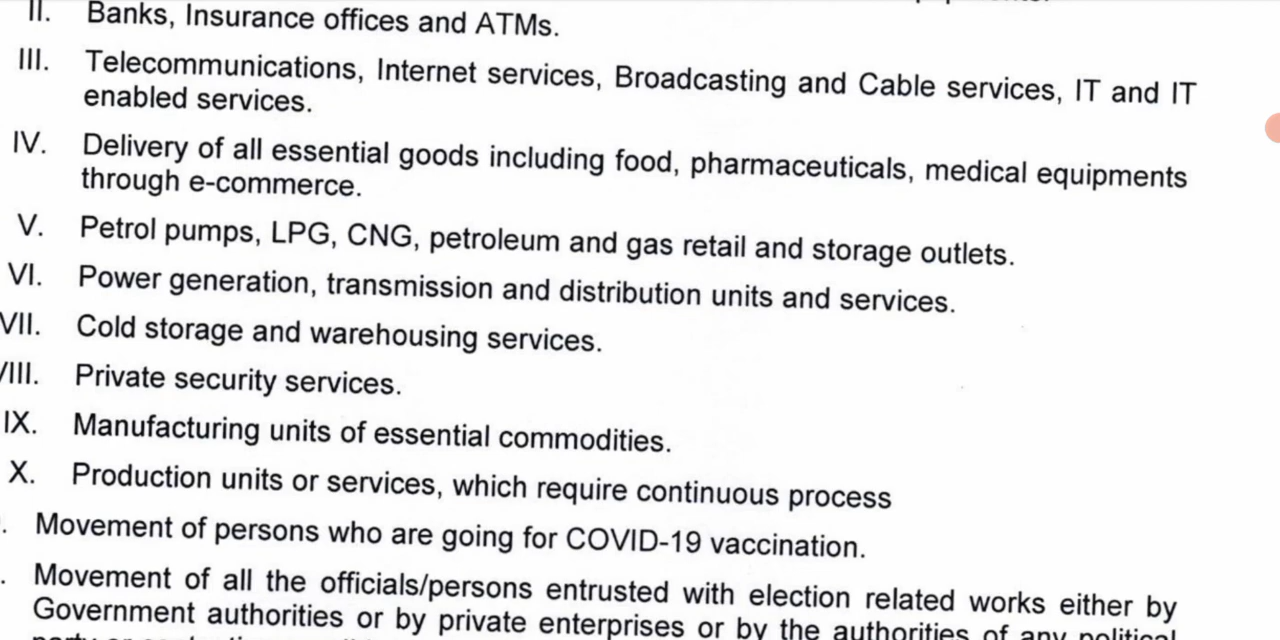 II. Banks, Insurance offices and ATMs.
III. Telecommunications, Internet services, Broadcasting and Cable services, IT and IT
enabled services.
IV. Delivery of all essential goods including food, pharmaceuticals, medical equipments
through e-commerce.
V. Petrol pumps, LPG, CNG, petroleum and gas retail and storage outlets.
VI. Power generation, transmission and distribution units and services.
VII. Cold storage and warehousing services.
VIII. Private security services.
IX. Manufacturing units of essential commodities.
X. Production units or services, which require continuous process
. Movement of persons who are going for COVID-19 vaccination.
. Movement of all the officials/persons entrusted with election related works either by
Government authorities or by private enterprises or by the authorities of any political